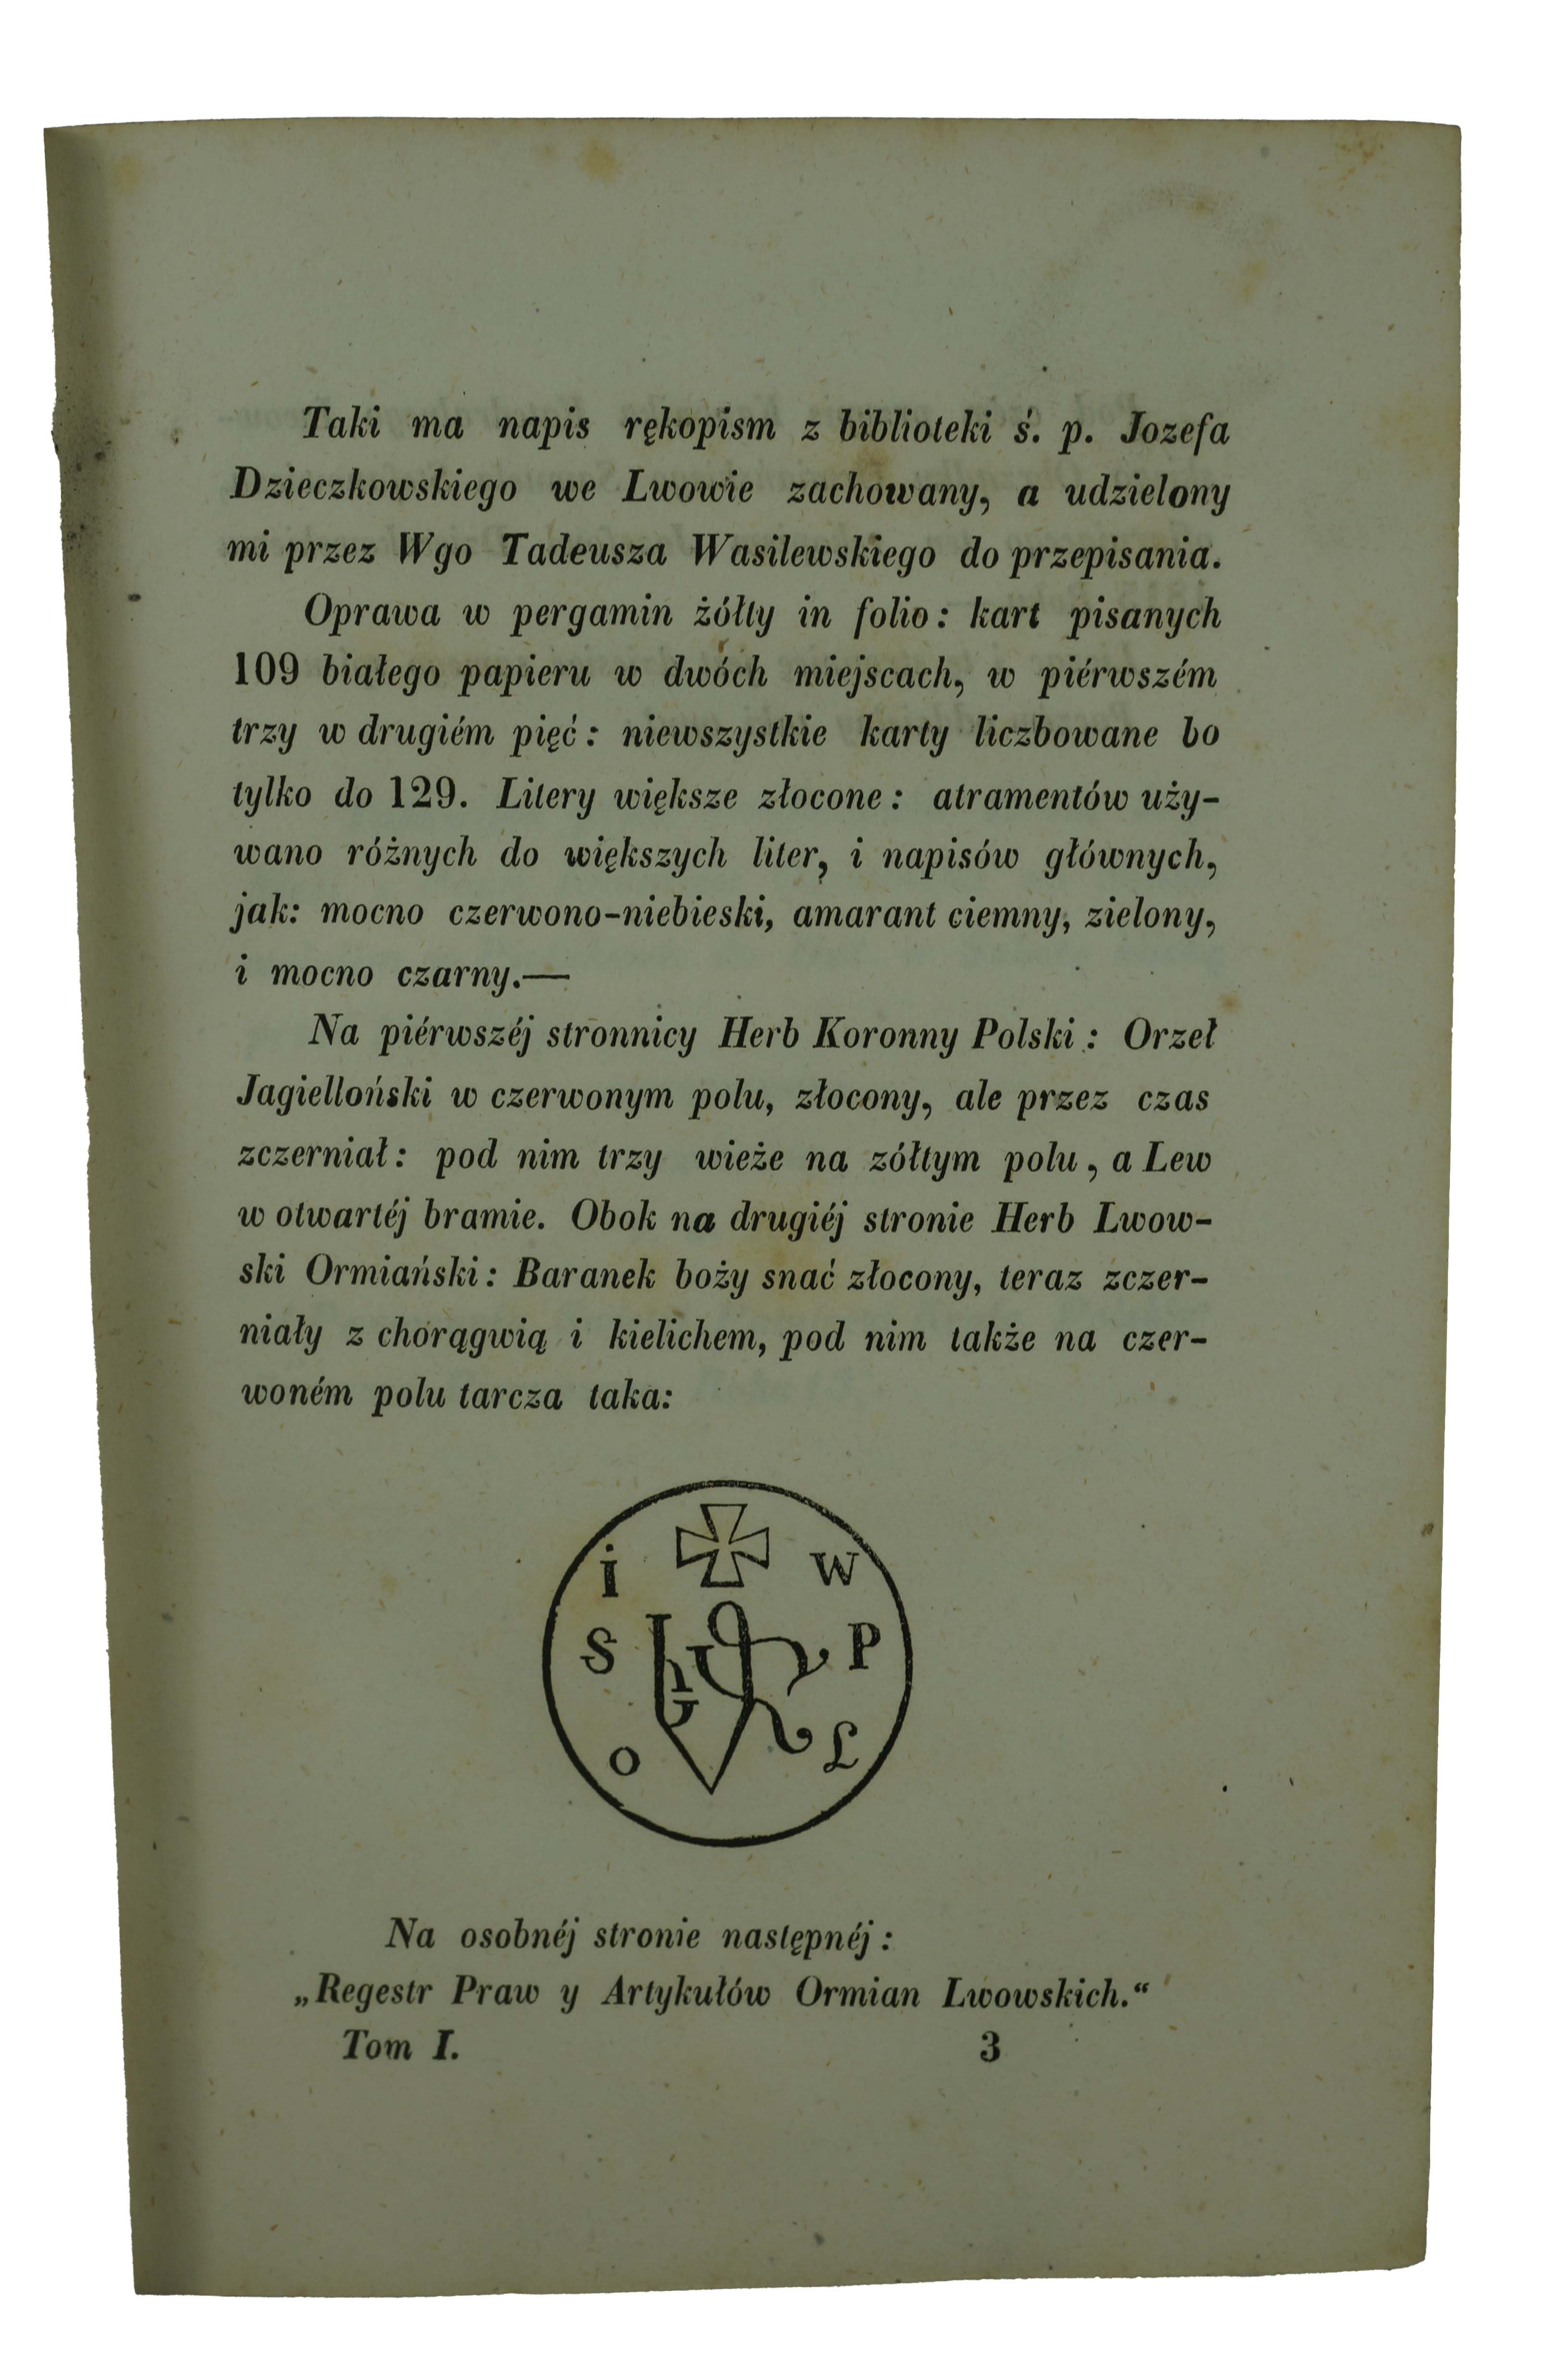 Taki ma napis rękopism z biblioteki ś. p. Jozefa
Dzieczkowskiego we Lwowie zachowany, a udzielony
mi przez Wgo Tadeusza Wasilewskiego do przepisania.
Oprawa w pergamin żółty in folio: kart pisanych
109 białego papieru w dwóch miejscach, w piérwszém
trzy w drugiém pięć: niewszystkie karty liczbowane bo
tylko do 129. Litery większe złocone: atramentów uży-
wano różnych do większych liter, i napisów głównych,
jak: mocno czerwono-niebieski, amarant ciemny, zielony,
i mocno czarny.—
Na piérwszéj stronnicy Herb Koronny Polski: Orzeł
Jagielloński w czerwonym polu, złocony, ale przez czas
zczerniał: pod nim trzy wieże na zółtym polu, a Lew
w otwartéj bramie. Obok na drugiéj stronie Herb Lwow-
ski Ormiański: Baranek boży snać złocony, teraz zczer-
niały z chorągwią i kielichem, pod nim także na czer-
woném polu tarcza taka:
i W
S P
O L
Na osobnéj stronie następnéj:
„Regestr Praw y Artykułów Ormian Lwowskich.“
Tom I. 3